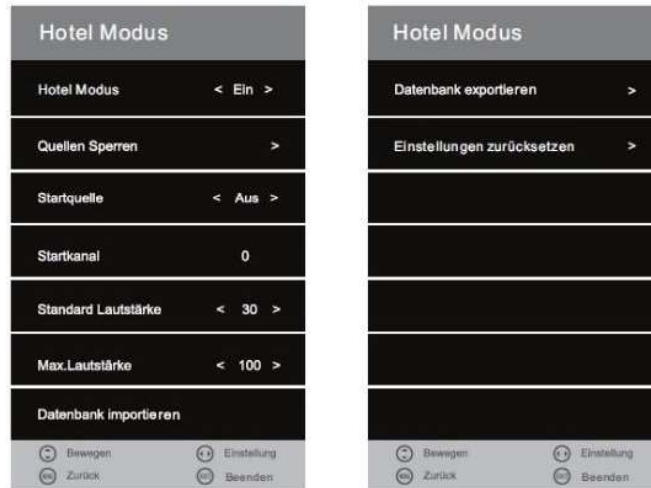 Hotel Modus
Hotel Modus < Ein >
Quellen Sperren >
Startquelle < Aus >
Startkanal 0
Standard Lautstärke < 30 >
Max.Lautstärke < 100 >
Datenbank importieren
Bewegen Einstellung
Zurück Beenden
Hotel Modus
Datenbank exportieren >
Einstellungen zurücksetzen >
Bewegen Einstellung
Zurück Beenden